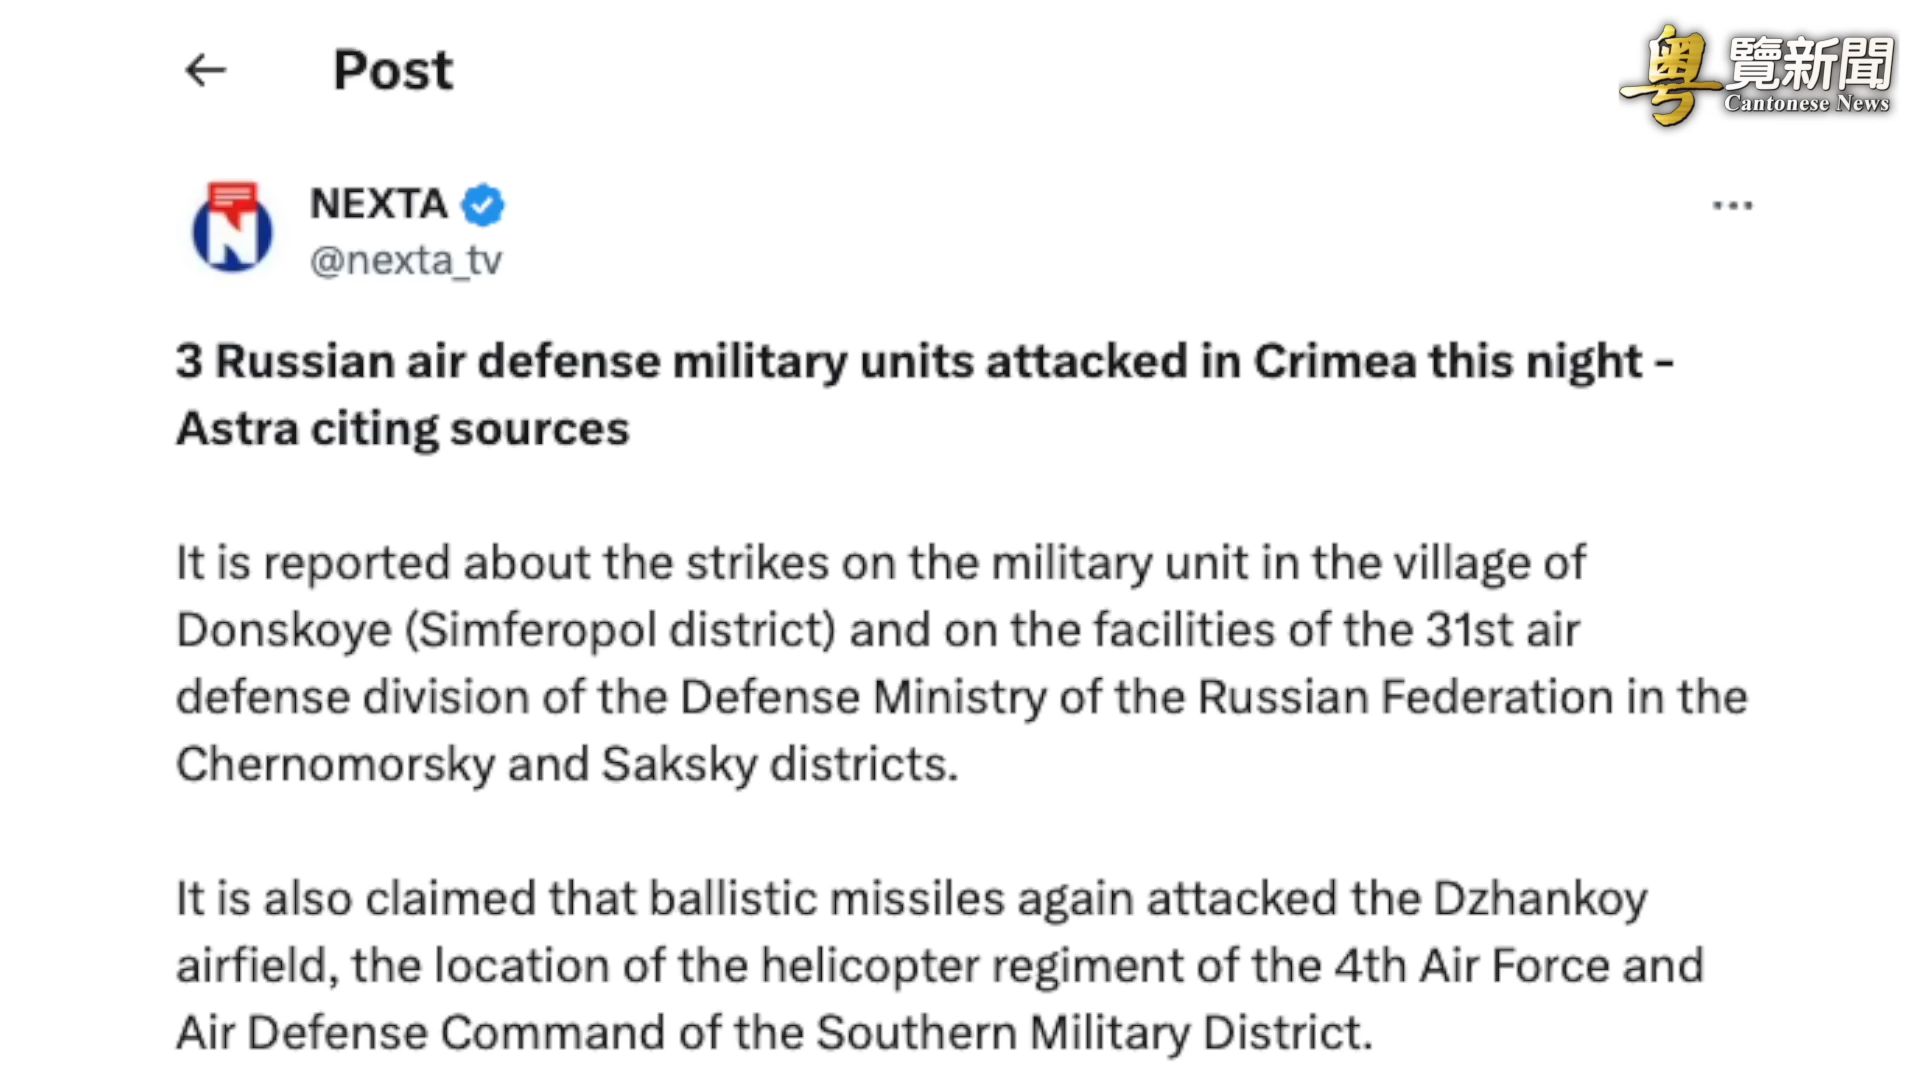 ← Post
粵覽新聞
Cantonese News
NEXTA
@nexta_tv
3 Russian air defense military units attacked in Crimea this night -
Astra citing sources
It is reported about the strikes on the military unit in the village of
Donskoye (Simferopol district) and on the facilities of the 31st air
defense division of the Defense Ministry of the Russian Federation in the
Chernomorsky and Saksky districts.
It is also claimed that ballistic missiles again attacked the Dzhankoy
airfield, the location of the helicopter regiment of the 4th Air Force and
Air Defense Command of the Southern Military District.